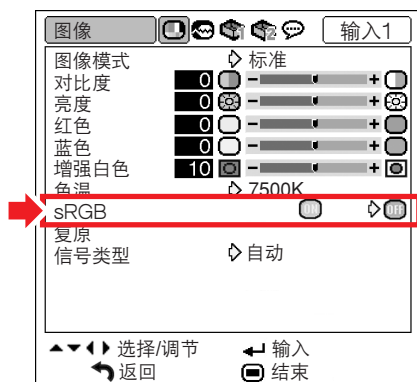 图像 输入1
图像模式 标准
对比度 0 − +
亮度 0 − +
红色 0 − +
蓝色 0 − +
增强白色 10 − +
色温 7500K
sRGB ON OFF
复原
信号类型 自动
选择/调节 输入
返回 结束